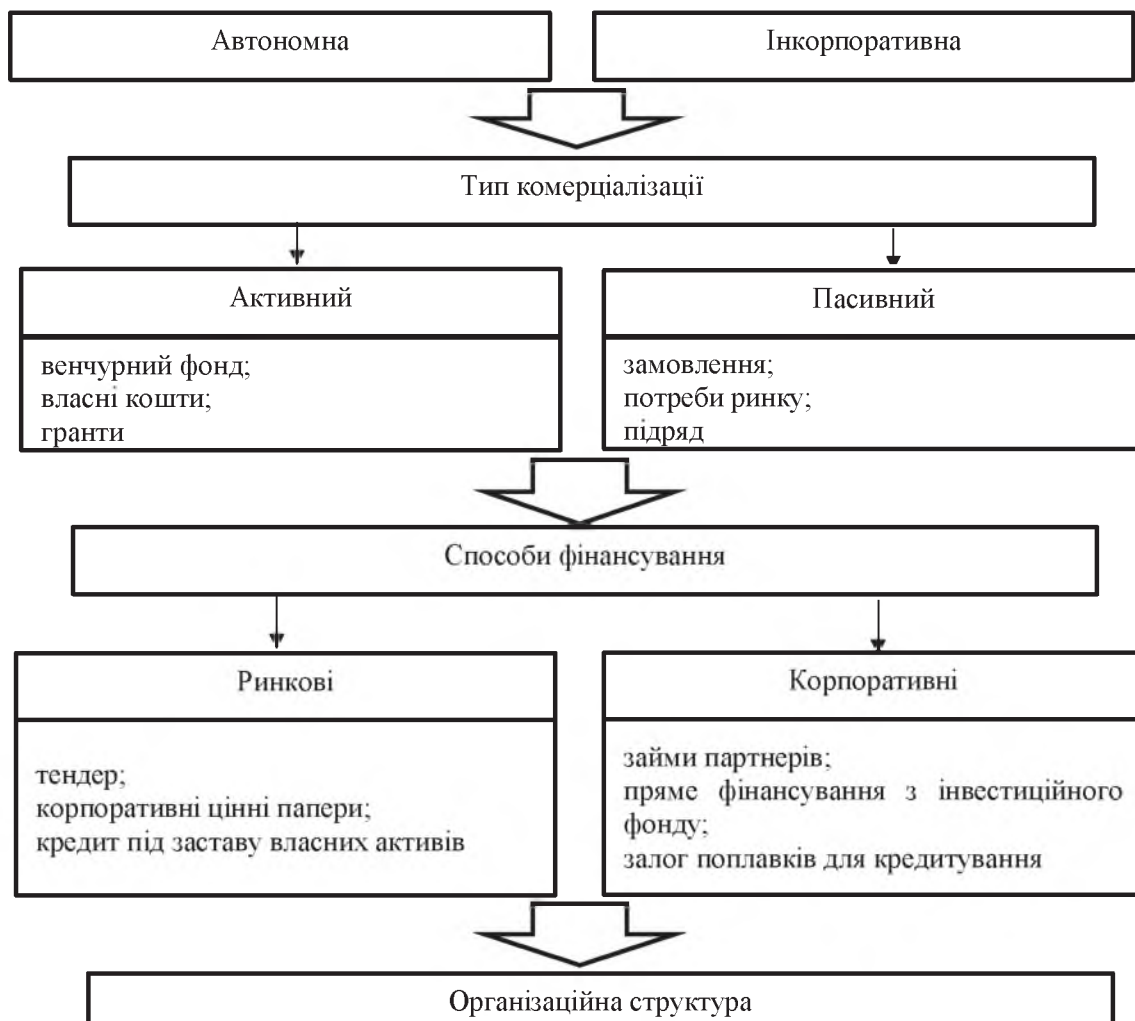 Автономна
Інкорпоративна
Тип комерціалізації
Активний
венчурний фонд;
власні кошти;
гранти
Пасивний
замовлення;
потреби ринку;
підряд
Способи фінансування
Ринкові
тендер;
корпоративні цінні папери;
кредит під заставу власних активів
Корпоративні
займи партнерів;
пряме фінансування з інвестиційного
фонду;
залог поплавків для кредитування
Організаційна структура